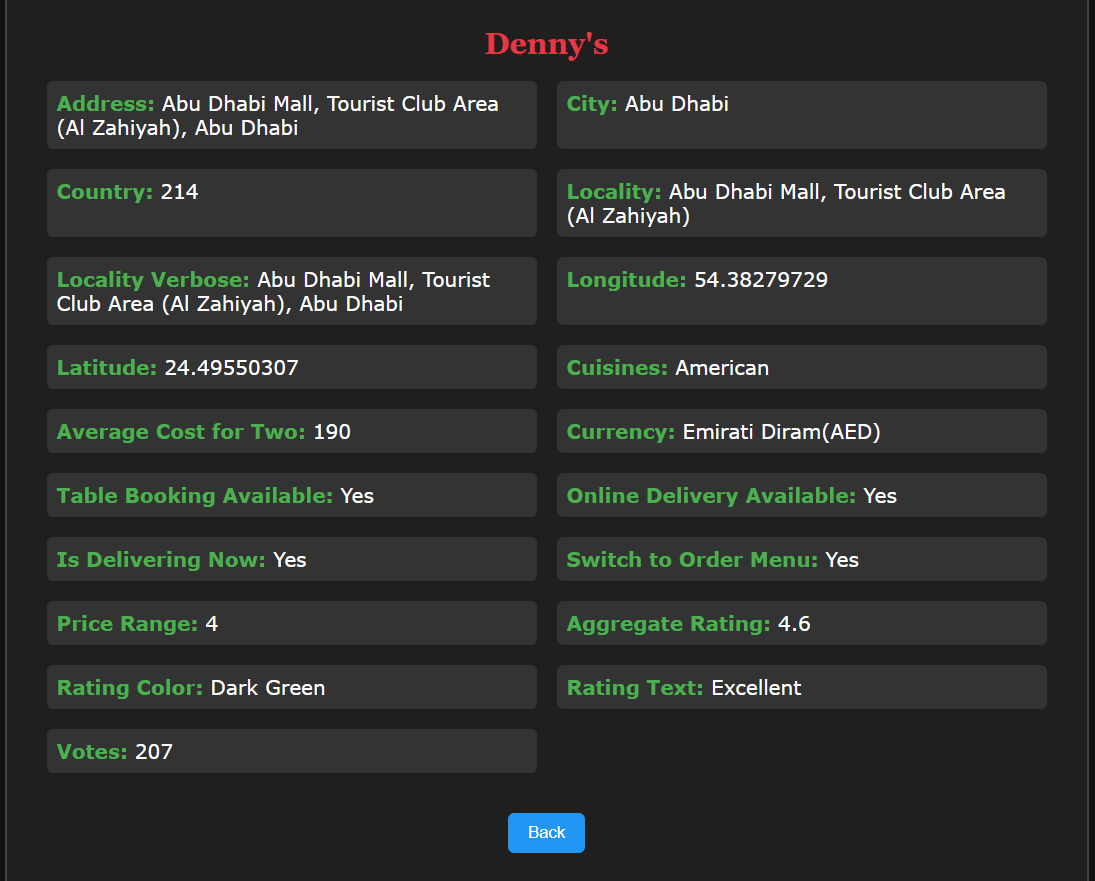 Denny's
Address: Abu Dhabi Mall, Tourist Club Area
(Al Zahiyah), Abu Dhabi
City: Abu Dhabi
Country: 214
Locality: Abu Dhabi Mall, Tourist Club Area
(Al Zahiyah)
Locality Verbose: Abu Dhabi Mall, Tourist
Club Area (Al Zahiyah), Abu Dhabi
Longitude: 54.38279729
Latitude: 24.49550307
Cuisines: American
Average Cost for Two: 190
Currency: Emirati Diram(AED)
Table Booking Available: Yes
Online Delivery Available: Yes
Is Delivering Now: Yes
Switch to Order Menu: Yes
Price Range: 4
Aggregate Rating: 4.6
Rating Color: Dark Green
Rating Text: Excellent
Votes: 207
Back